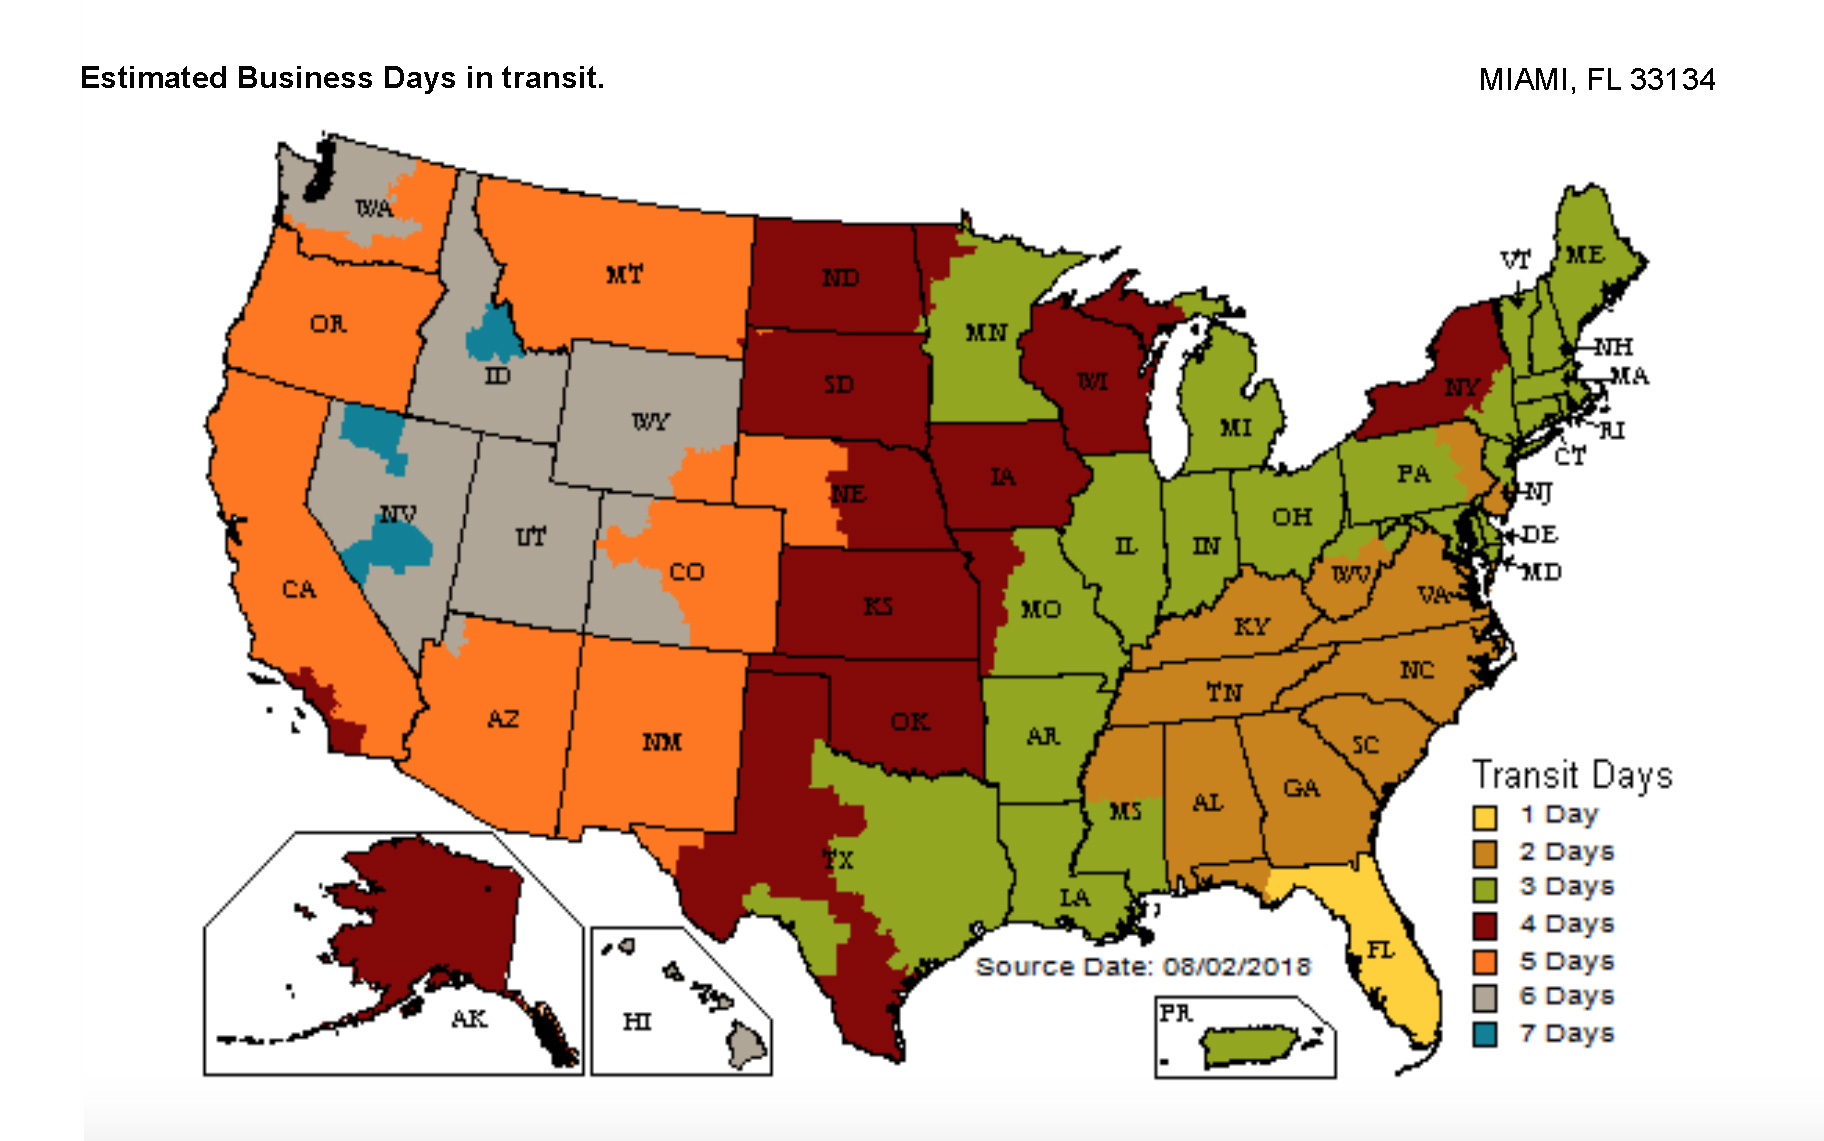 Estimated Business Days in transit.
MIAMI, FL 33134
WA
MT
ND
MN
OR
ID
WY
SD
WI
MI
NY
VT
ME
NH
MA
RI
CT
NJ
DE
MD
PA
NE
IA
NV
UT
CO
CA
KS
MO
IL
IN
OH
WV
VA
KY
NC
TN
AZ
NM
OK
AR
SC
TX
MS
AL
GA
LA
FL
Transit Days
1 Day
2 Days
3 Days
4 Days
5 Days
6 Days
7 Days
Source Date: 08/02/2018
AK
HI
PR